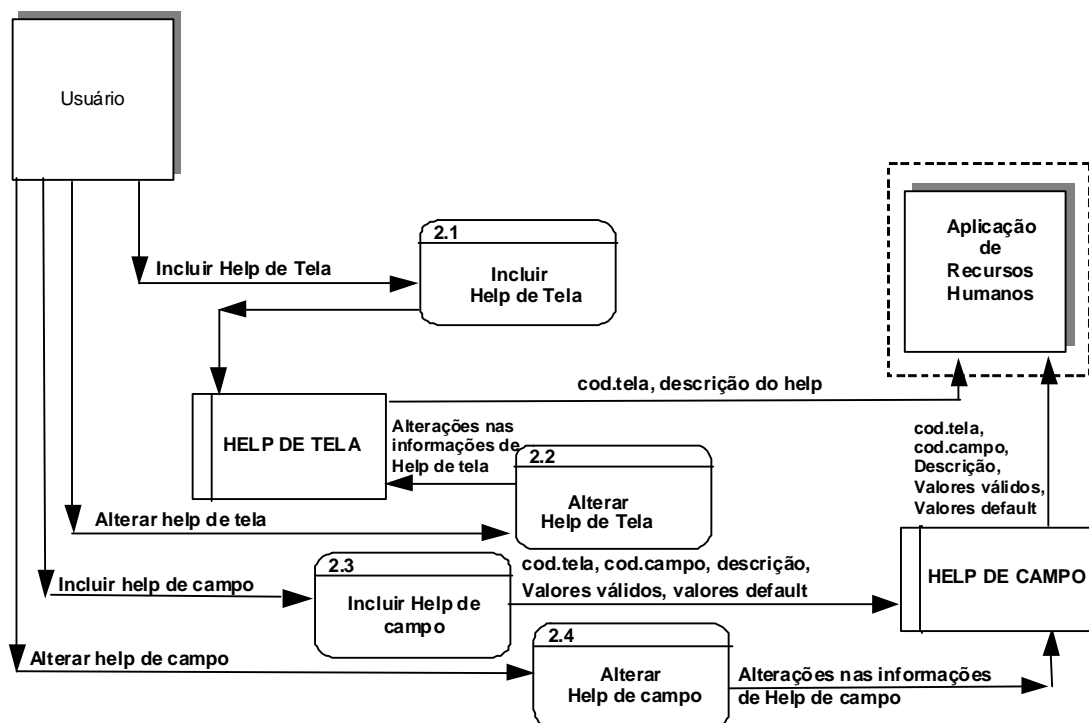 Usuário
Aplicação
de
Recursos
Humanos
2.1
Incluir
Help de Tela
Incluir Help de Tela
cod.tela, descrição do help
HELP DE TELA
Alterações nas
informações de
Help de tela
cod.tela,
cod.campo,
Descrição,
Valores válidos,
Valores default
2.2
Alterar
Help de Tela
Alterar help de tela
2.3
Incluir Help de
campo
Incluir help de campo
cod.tela, cod.campo, descrição,
Valores válidos, valores default
HELP DE CAMPO
2.4
Alterar
Help de campo
Alterar help de campo
Alterações nas informações
de Help de campo